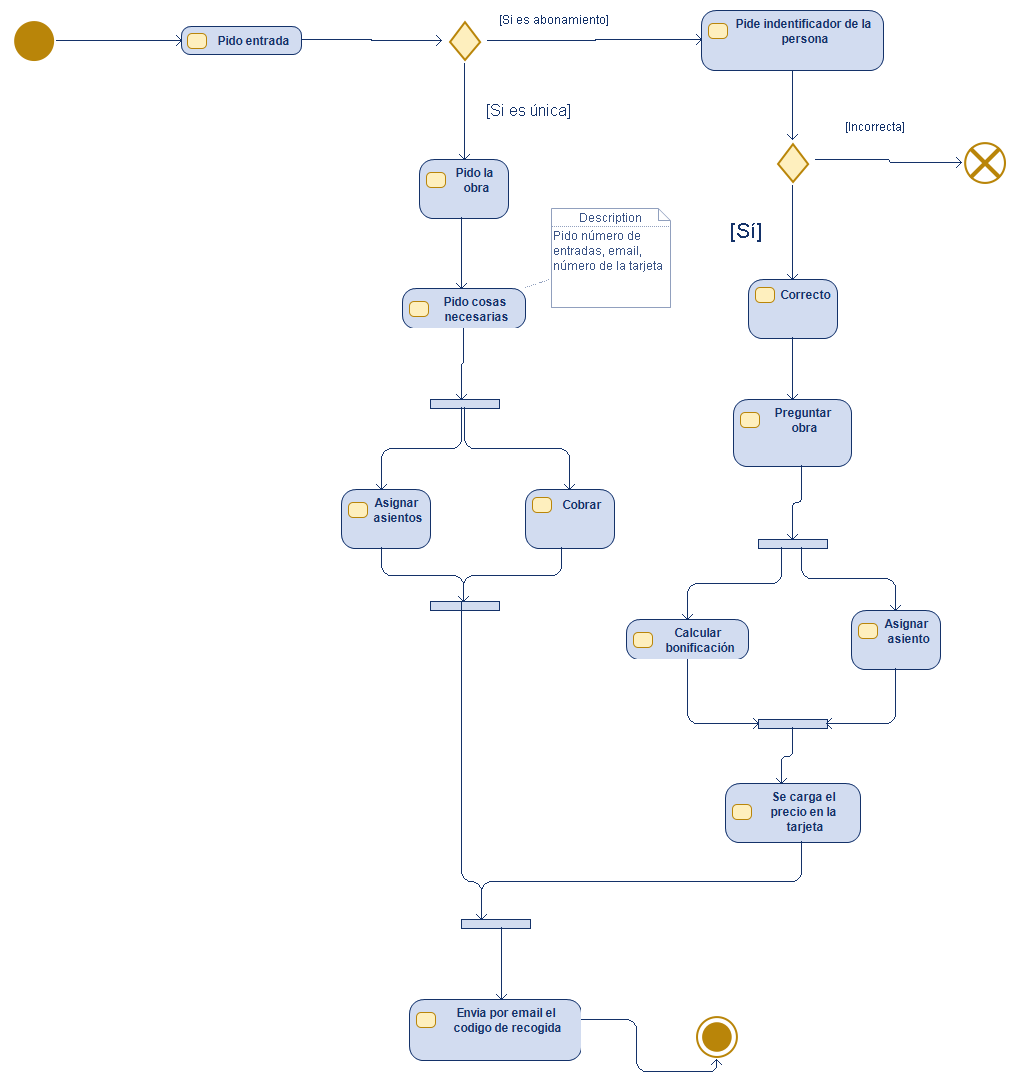 [Si es abonamiento]
Pido entrada
Pide indentificador de la
persona
[Si es única]
[Incorrecta]
Pido la
obra
Description
Pido número de
entradas, email,
número de la tarjeta
[Sí]
Pido cosas
necesarias
Correcto
Preguntar
obra
Asignar
asientos
Cobrar
Calcular
bonificación
Asignar
asiento
Se carga el
precio en la
tarjeta
Envia por email el
codigo de recogida